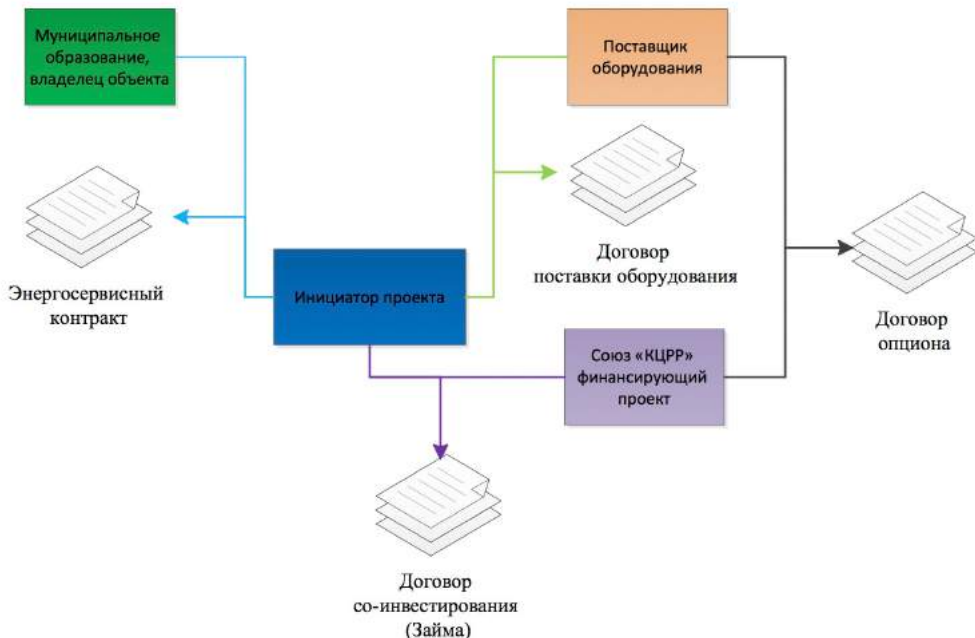 Муниципальное
образование,
владелец объекта
Поставщик
оборудования
Энергосервисный
контракт
Инициатор проекта
Договор
поставки оборудования
Договор
опциона
Союз «КЦРР»
финансирующий
проект
Договор
со-инвестирования
(Займа)